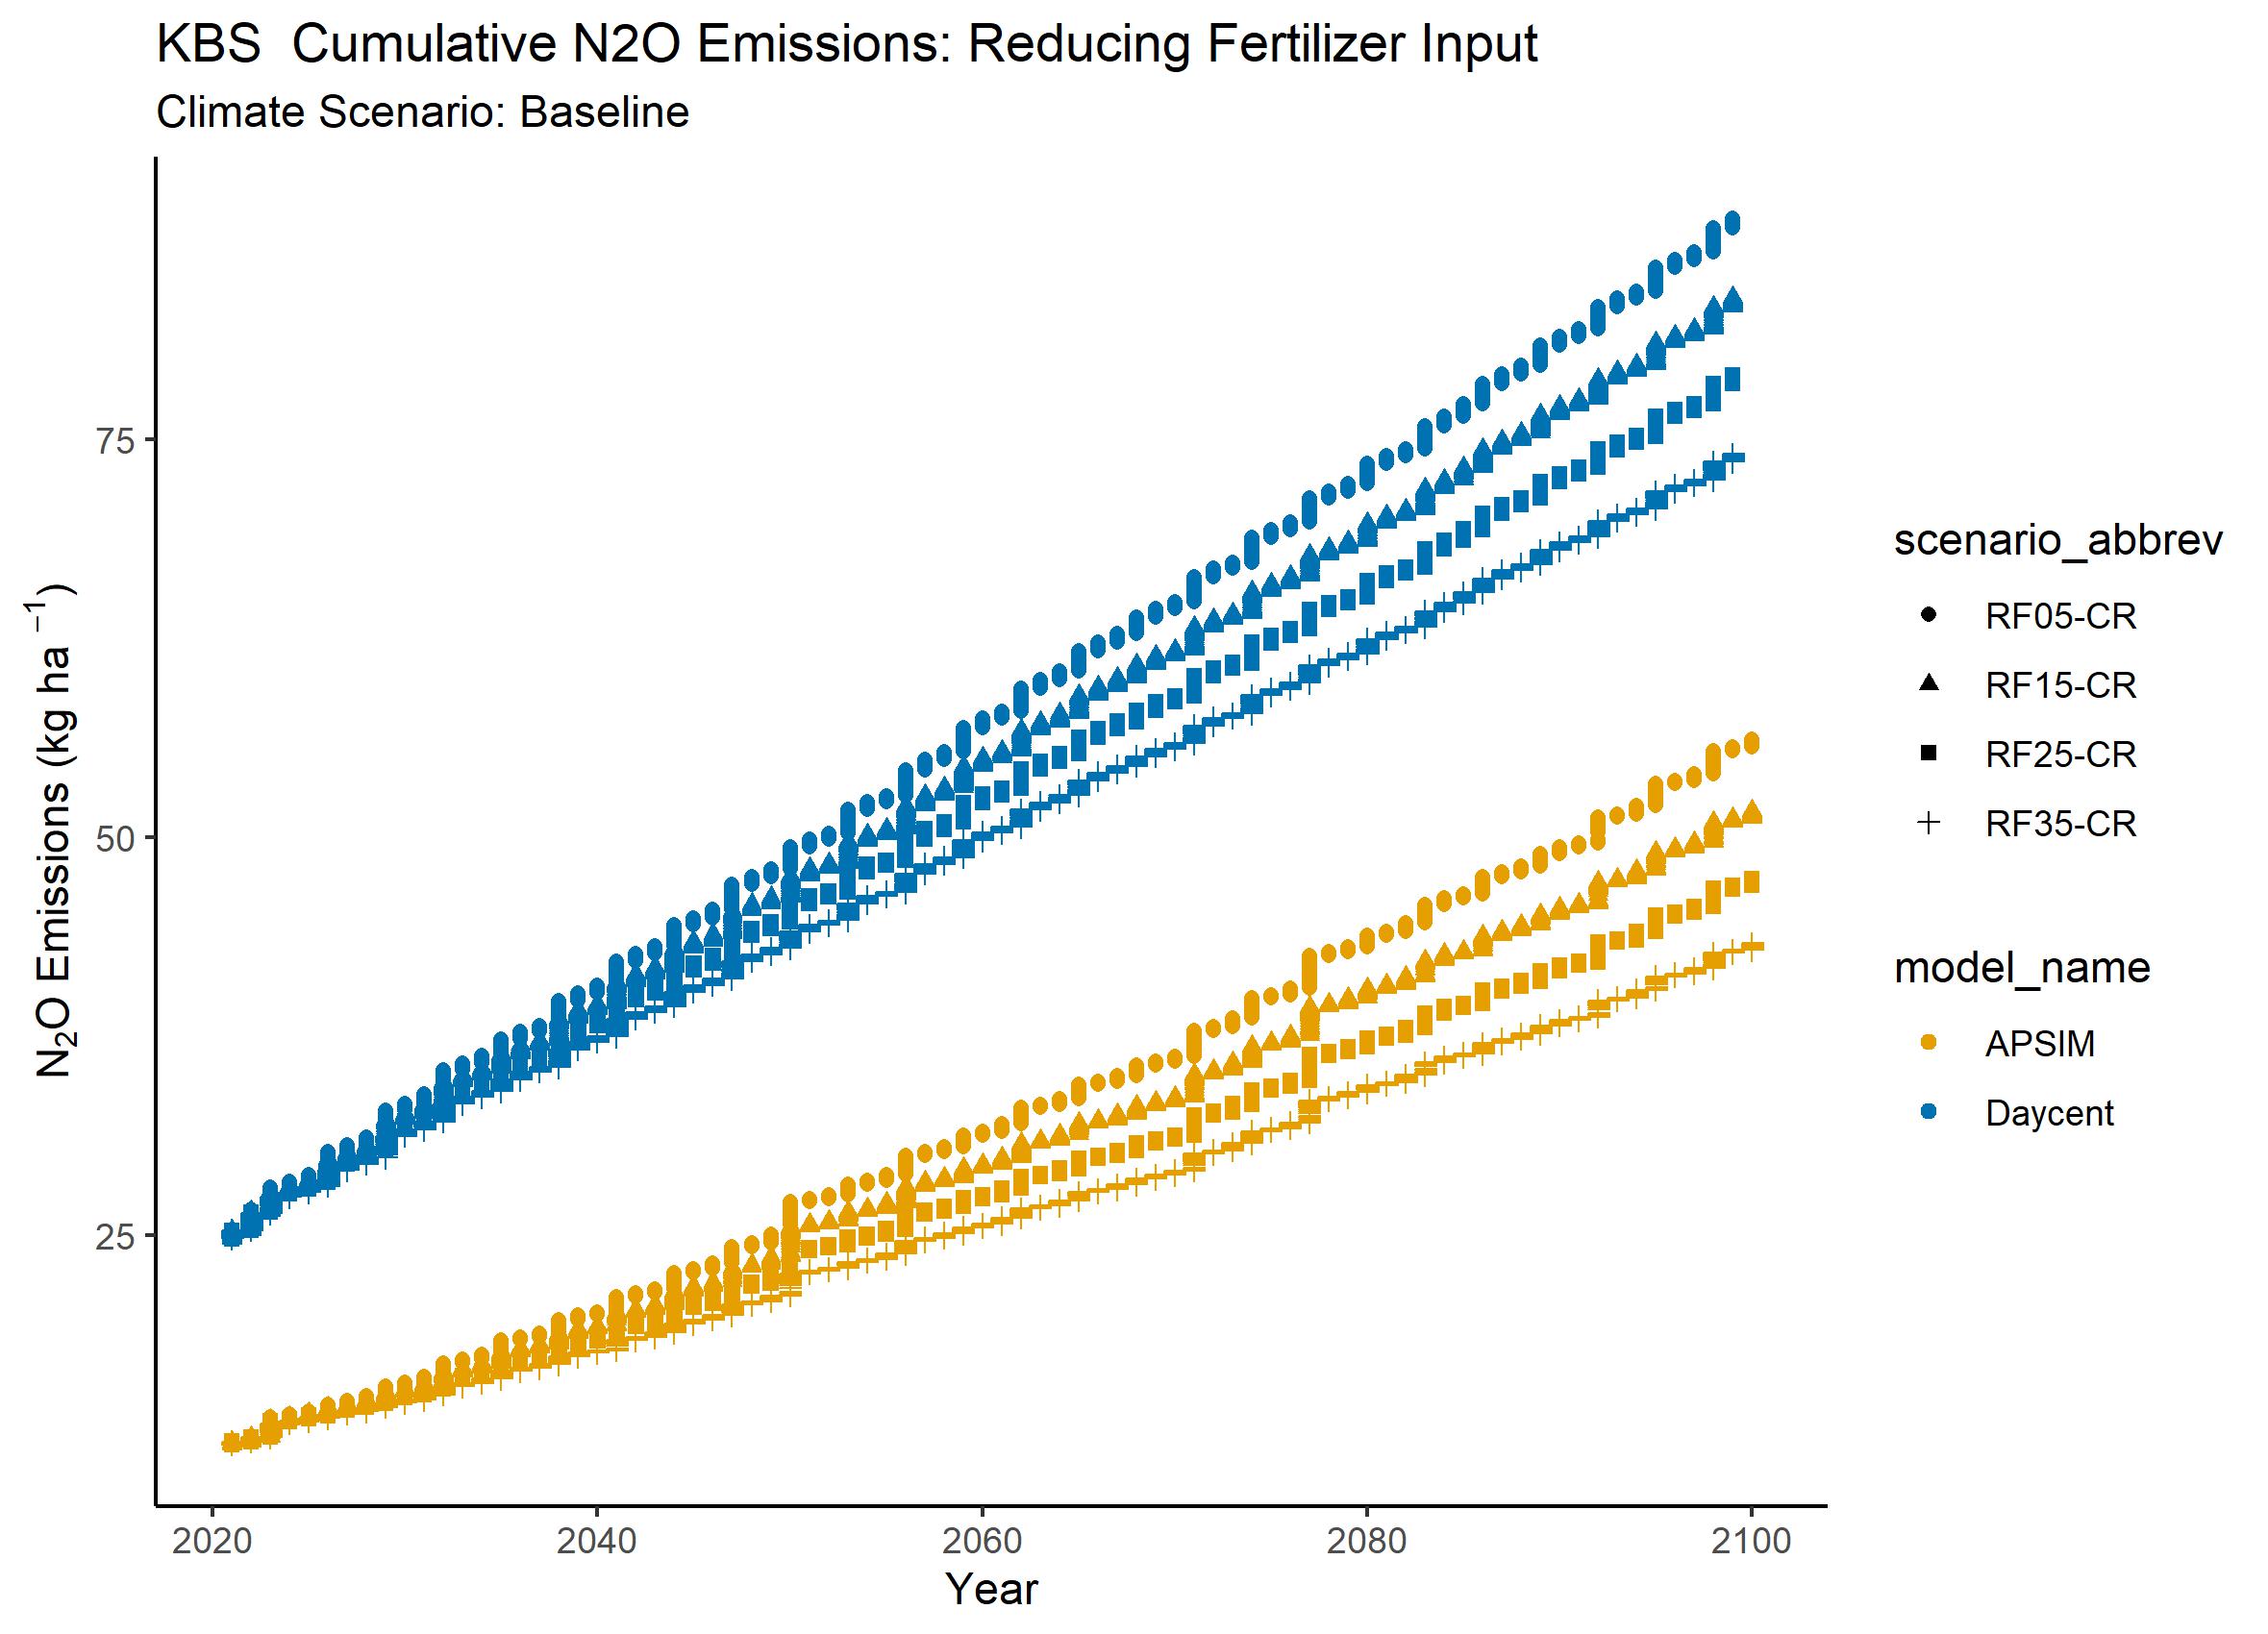 KBS  Cumulative N2O Emissions: Reducing Fertilizer Input
Climate Scenario: Baseline
N₂O Emissions (kg ha ⁻¹)
75
50
25
2020 2040 2060 2080 2100
Year
scenario_abbrev
RF05-CR
RF15-CR
RF25-CR
RF35-CR
model_name
APSIM
Daycent